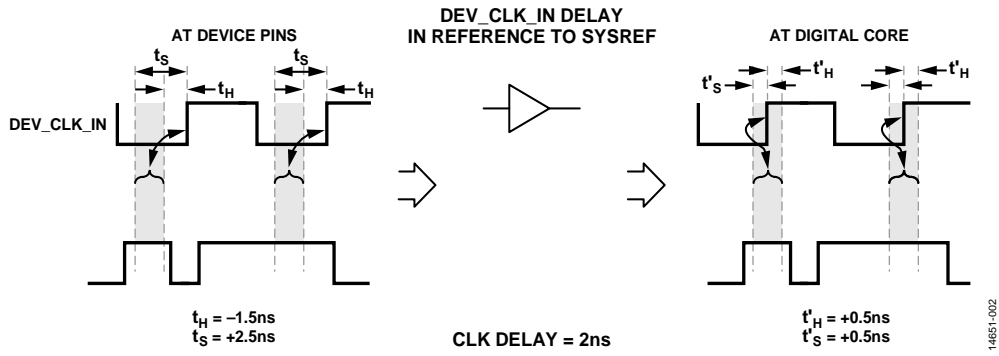 DEV_CLK_IN DELAY
IN REFERENCE TO SYSREF
AT DEVICE PINS
AT DIGITAL CORE
tS
tS
tH
tH
t'H
t'H
t'S
DEV_CLK_IN
tH = –1.5ns
tS = +2.5ns
CLK DELAY = 2ns
t'H = +0.5ns
t'S = +0.5ns
14651-002